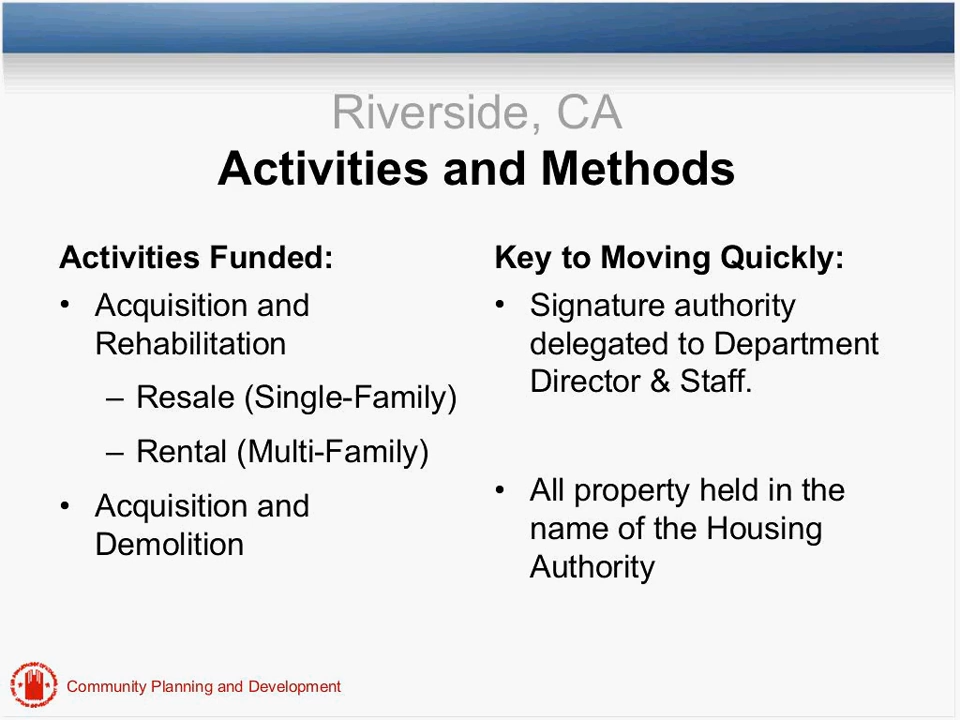 Riverside, CA
Activities and Methods
Activities Funded:
• Acquisition and
Rehabilitation
– Resale (Single-Family)
– Rental (Multi-Family)
• Acquisition and
Demolition
Key to Moving Quickly:
• Signature authority
delegated to Department
Director & Staff.
• All property held in the
name of the Housing
Authority
Community Planning and Development